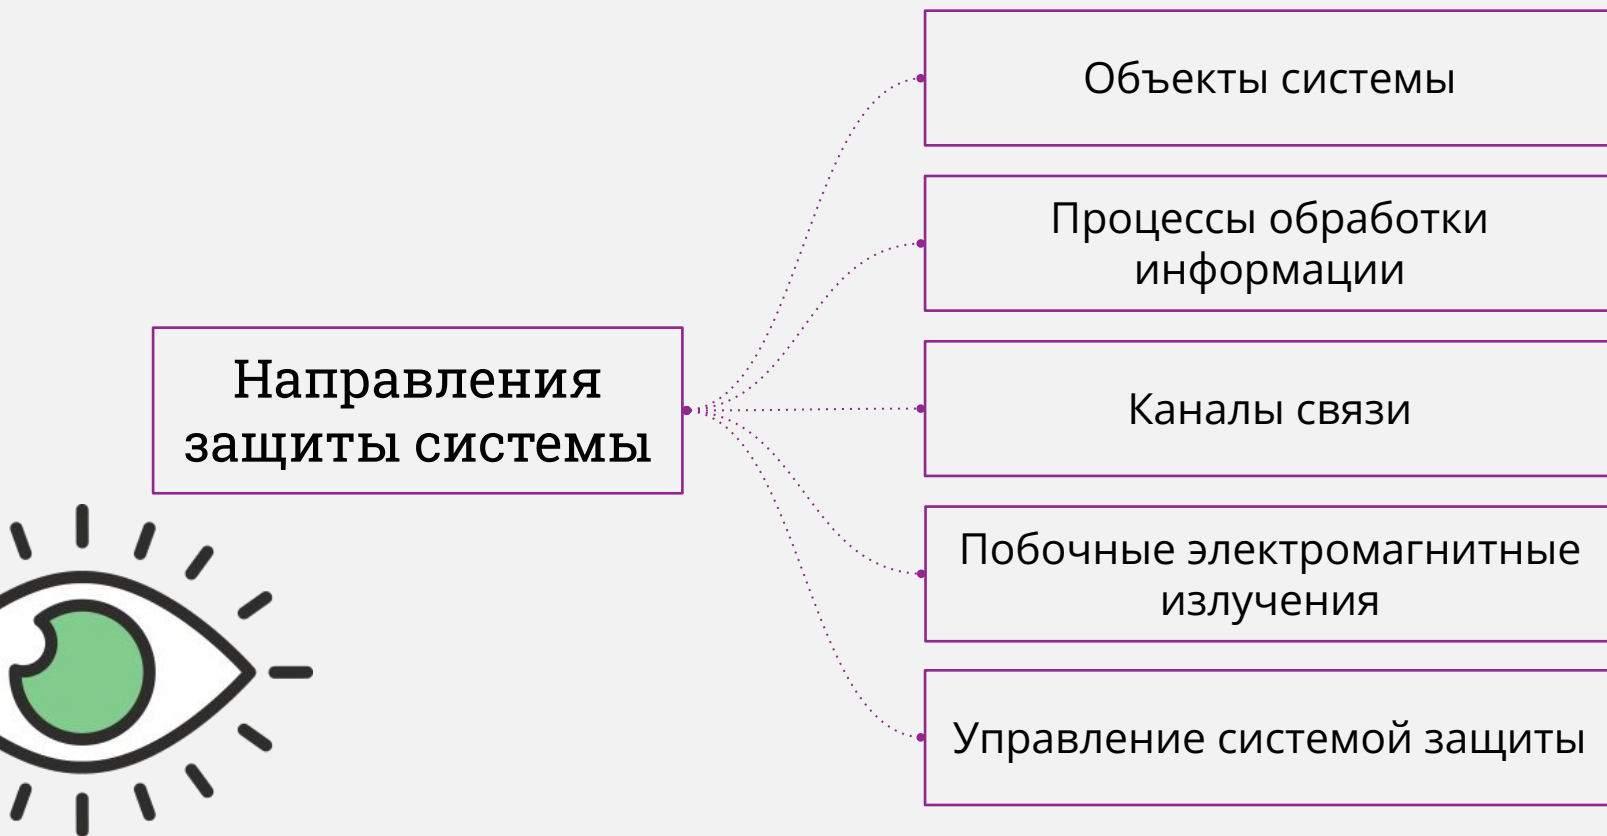 Направления
защиты системы
Объекты системы
Процессы обработки
информации
Каналы связи
Побочные электромагнитные
излучения
Управление системой защиты